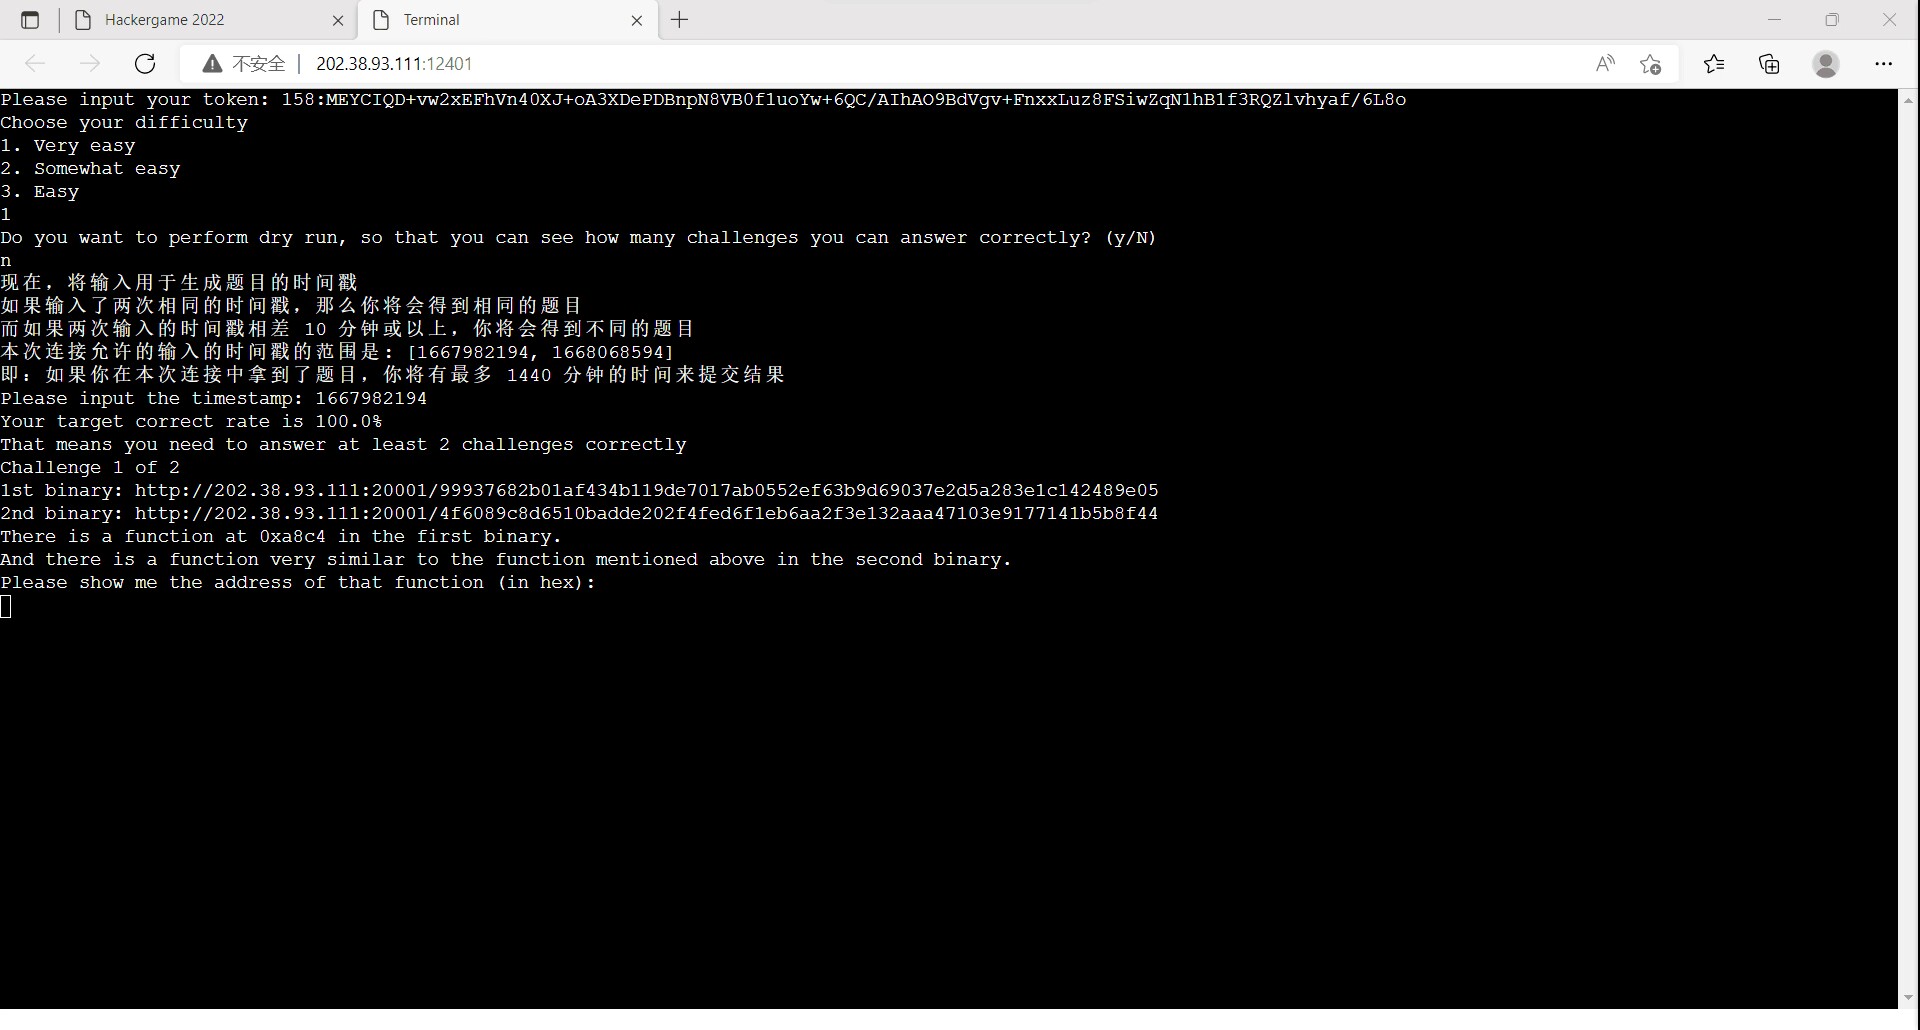 Hackergame 2022
Terminal
不安全 202.38.93.111:12401
Please input your token: 158:MEYCIQD+vw2xEFhVn40XJ+oA3XDePDBnpN8VB0f1uoYw+6QC/AIhAO9BdVgv+FnxxLuz8FSiwZqN1hB1f3RQZlvhyaf/6L8o
Choose your difficulty
1. Very easy
2. Somewhat easy
3. Easy
1
Do you want to perform dry run, so that you can see how many challenges you can answer correctly? (y/N)
n
现在，将输入用于生成题目的时间戳
如果输入了两次相同的时间戳，那么你将会得到相同的题目
而如果两次输入的时间戳相差 10 分钟或以上，你将会得到不同的题目
本次连接允许的输入的时间戳的范围是：[1667982194, 1668068594]
即：如果你在本次连接中拿到了题目，你将有最多 1440 分钟的时间来提交结果
Please input the timestamp: 1667982194
Your target correct rate is 100.0%
That means you need to answer at least 2 challenges correctly
Challenge 1 of 2
1st binary: http://202.38.93.111:20001/99937682b01af434b119de7017ab0552ef63b9d69037e2d5a283e1c142489e05
2nd binary: http://202.38.93.111:20001/4f6089c8d6510badde202f4fed6f1eb6aa2f3e132aaa47103e9177141b5b8f44
There is a function at 0xa8c4 in the first binary.
And there is a function very similar to the function mentioned above in the second binary.
Please show me the address of that function (in hex):